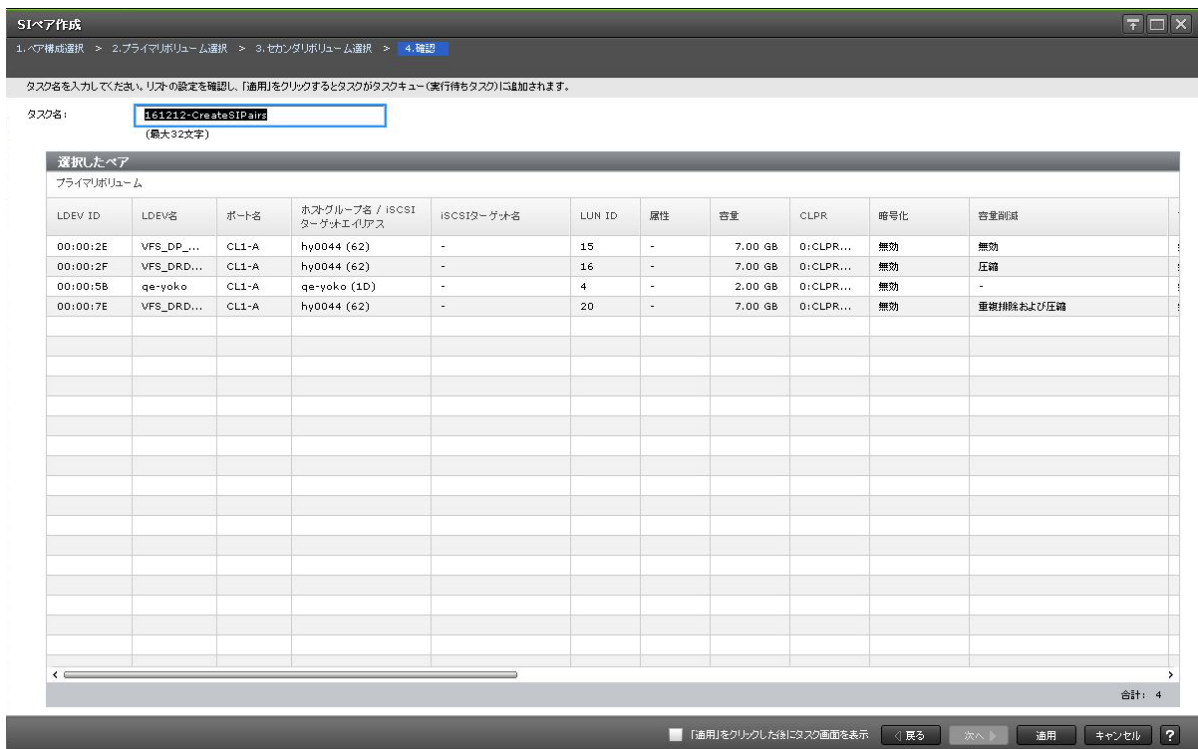 SIペア作成
1.ペア構成選択 > 2.プライマリボリューム選択 > 3.セカンダリボリューム選択 > 4.確認
タスク名を入力してください。リストの設定を確認し、「適用」をクリックするとタスクがタスクキュー(実行待ちタスク)に追加されます。
タスク名: 161212-CreateSIPairs
(最大32文字)
選択したペア
プライマリボリューム
LDEV ID LDEV名 ポート名 ホストグループ名 / iSCSI ターゲットエイリアス iSCSIターゲット名 LUN ID 属性 容量 CLPR 暗号化 容量削減
00:00:2E VFS_DP_... CL1-A hy0044 (62) - 15 - 7.00 GB 0:CLPR... 無効 無効
00:00:2F VFS_DRD... CL1-A hy0044 (62) - 16 - 7.00 GB 0:CLPR... 無効 圧縮
00:00:5B qe-yoko CL1-A qe-yoko (1D) - 4 - 2.00 GB 0:CLPR... 無効 -
00:00:7E VFS_DRD... CL1-A hy0044 (62) - 20 - 7.00 GB 0:CLPR... 無効 重複排除および圧縮
合計: 4
「適用」をクリックした後にタスク画面を表示 戻る 次へ 適用 キャンセル ?